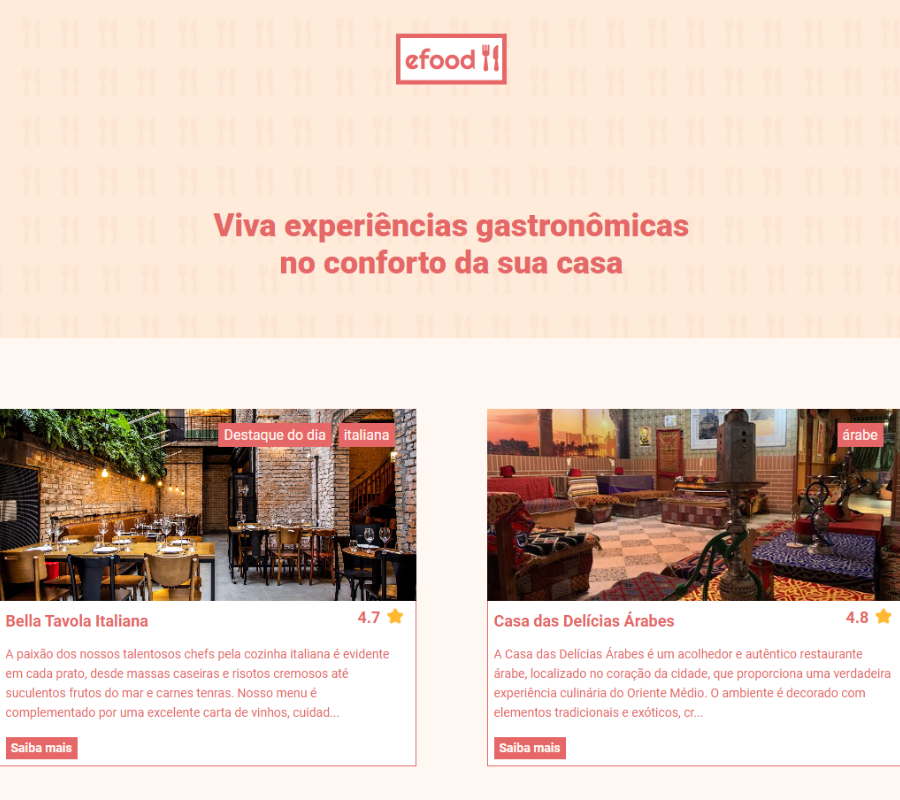 efood
Viva experiências gastronômicas
no conforto da sua casa
Destaque do dia
italiana
árabe
Bella Tavola Italiana
4.7
A paixão dos nossos talentosos chefs pela cozinha italiana é evidente
em cada prato, desde massas caseiras e risotos cremosos até
suculentos frutos do mar e carnes tenras. Nosso menu é
complementado por uma excelente carta de vinhos, cuidad...
Saiba mais
Casa das Delícias Árabes
4.8
A Casa das Delícias Árabes é um acolhedor e autêntico restaurante
árabe, localizado no coração da cidade, que proporciona uma verdadeira
experiência culinária do Oriente Médio. O ambiente é decorado com
elementos tradicionais e exóticos, cr...
Saiba mais